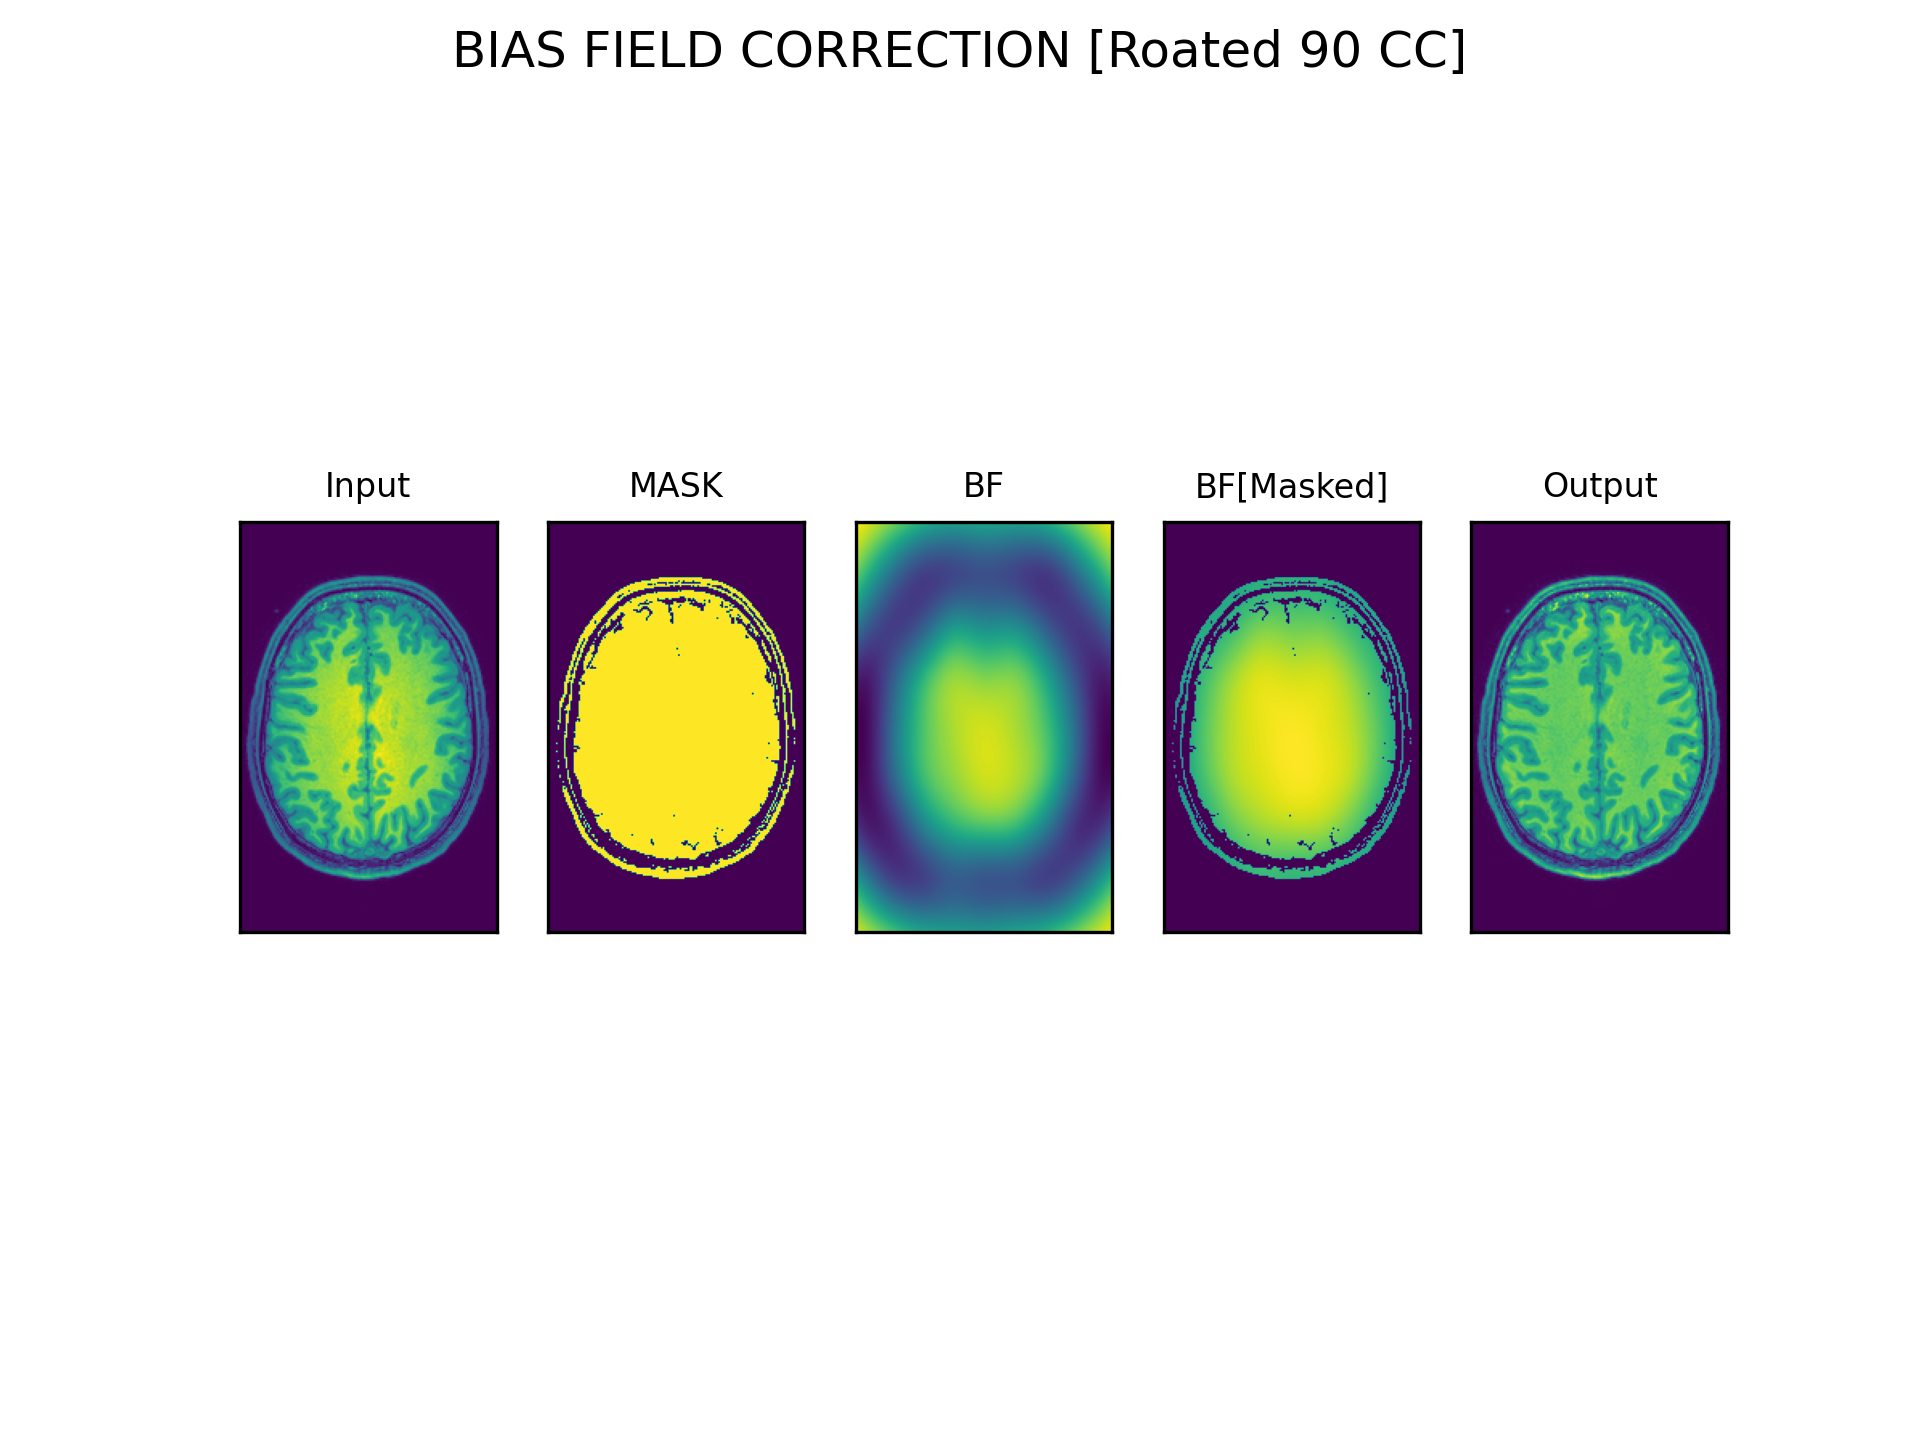 BIAS FIELD CORRECTION [Roated 90 CC]
Input
MASK
BF
BF[Masked]
Output